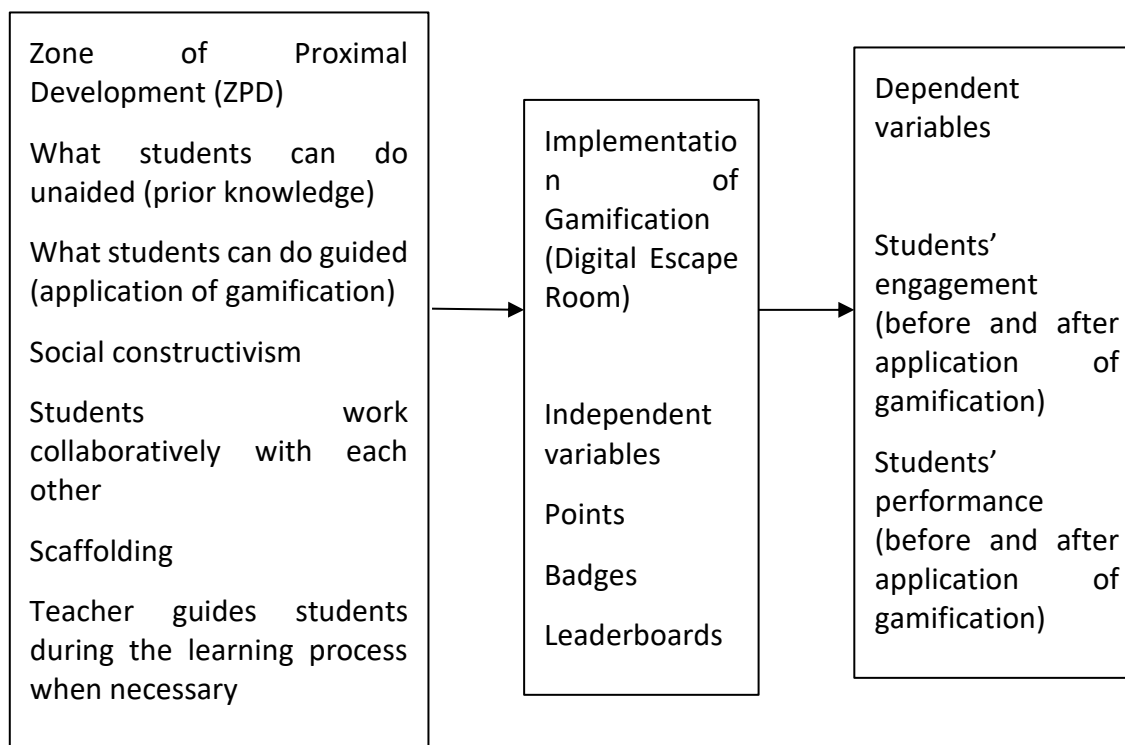 Zone of Proximal
Development (ZPD)
What students can do
unaided (prior knowledge)
What students can do guided
(application of gamification)
Social constructivism
Students work
collaboratively with each
other
Scaffolding
Teacher guides students
during the learning process
when necessary
Implementatio
n of
Gamification
(Digital Escape
Room)
Independent
variables
Points
Badges
Leaderboards
Dependent
variables
Students’
engagement
(before and after
application of
gamification)
Students’
performance
(before and after
application of
gamification)